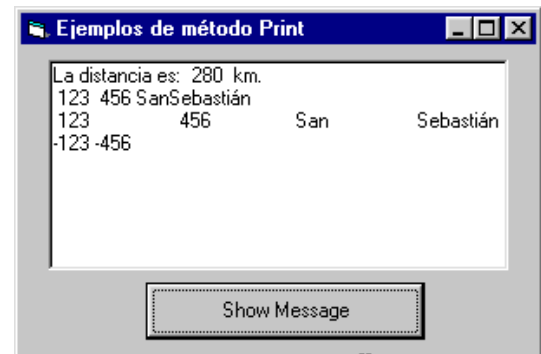 Ejemplos de método Print
La distancia es: 280 km.
123 456 SanSebastián
123 456 San Sebastián
-123 -456
Show Message